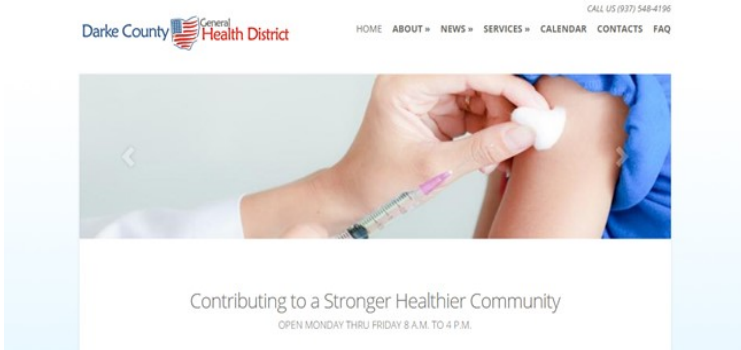 CALL US (937) 548-4196
Darke County General Health District
HOME ABOUT » NEWS » SERVICES » CALENDAR CONTACTS FAQ
Contributing to a Stronger Healthier Community
OPEN MONDAY THRU FRIDAY 8 A.M. TO 4 P.M.